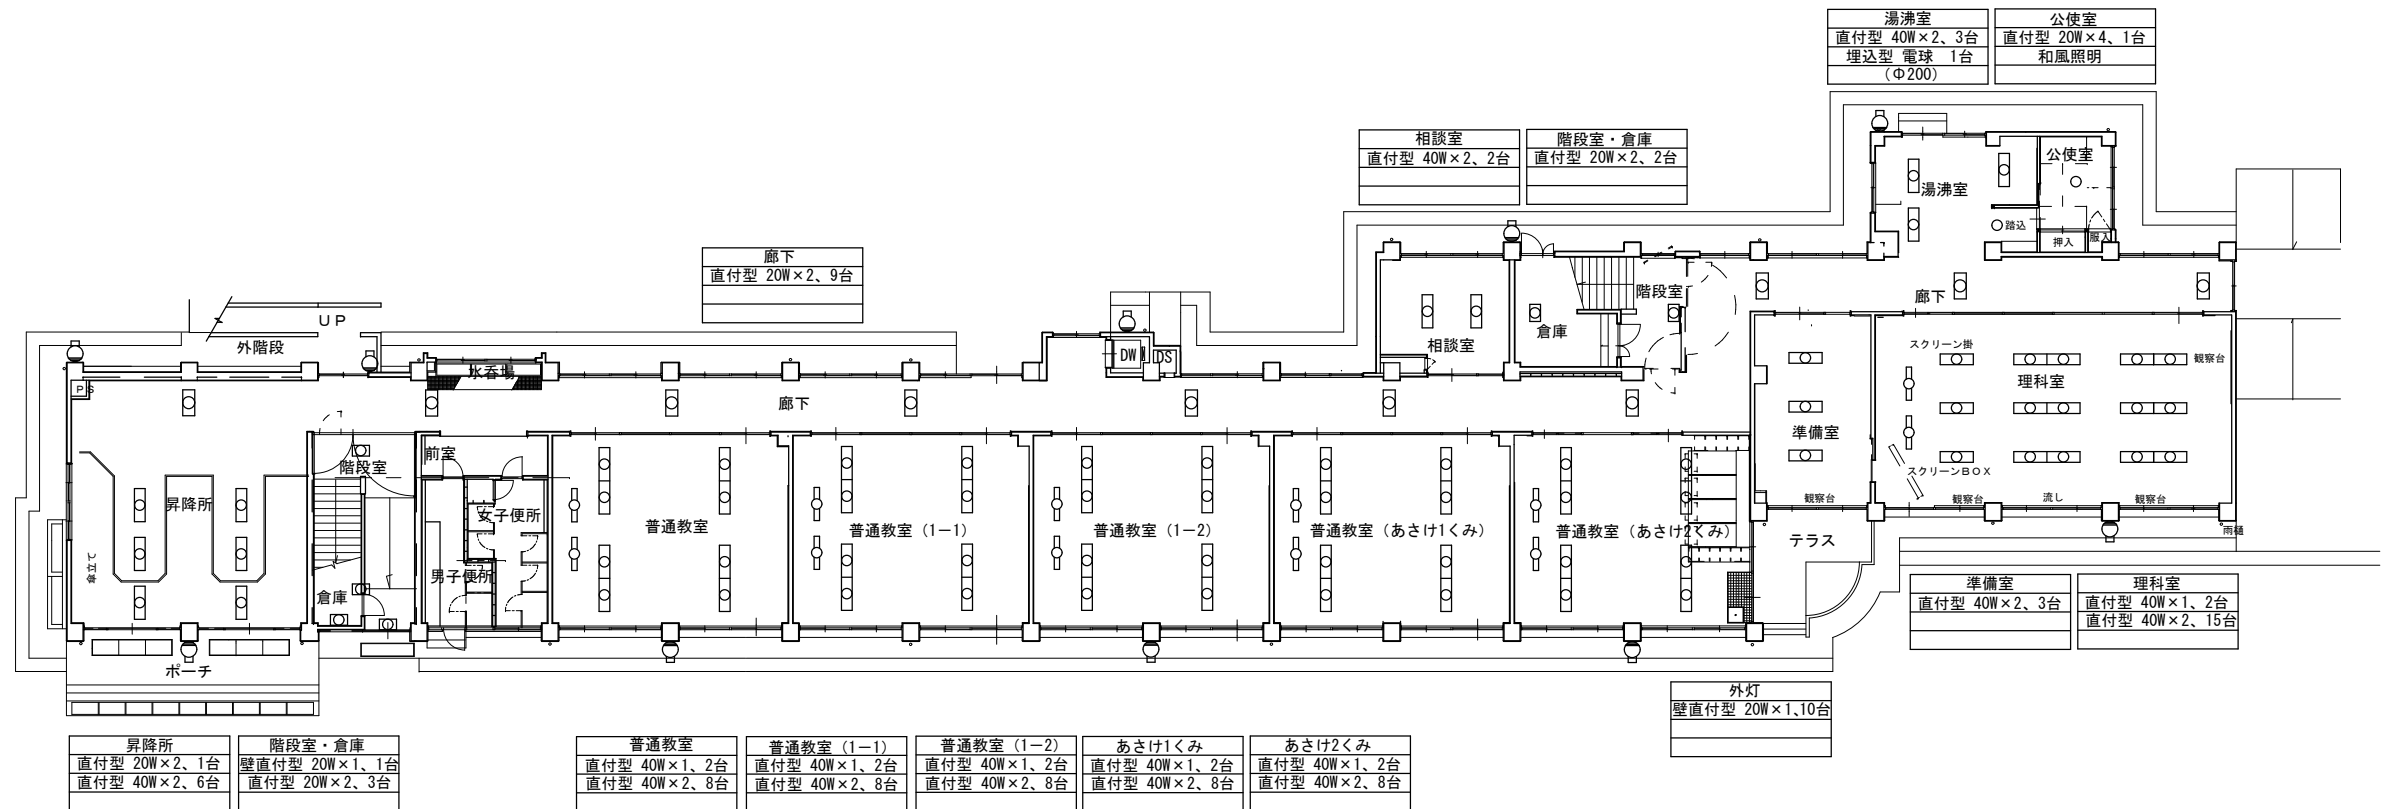 湯沸室
直付型 40W×2、3台
埋込型 電球 1台
(Φ200)
公使室
直付型 20W×4、1台
和風照明
相談室
直付型 40W×2、2台
階段室・倉庫
直付型 20W×2、2台
廊下
直付型 20W×2、9台
公使室
湯沸室
踏込
押入
服入
UP
外階段
PS
水呑場
DW
DS
相談室
倉庫
階段室
廊下
廊下
スクリーン掛
観察台
理科室
準備室
スクリーンBOX
観察台
観察台
流し
観察台
雨樋
前室
階段室
昇降所
傘立て
倉庫
女子便所
男子便所
普通教室
普通教室(1-1)
普通教室(1-2)
普通教室(あさけ1くみ)
普通教室(あさけ2くみ)
テラス
ポーチ
準備室
直付型 40W×2、3台
理科室
直付型 40W×1、2台
直付型 40W×2、15台
外灯
壁直付型 20W×1、10台
昇降所
直付型 20W×2、1台
直付型 40W×2、6台
階段室・倉庫
壁直付型 20W×1、1台
直付型 20W×2、3台
普通教室
直付型 40W×1、2台
直付型 40W×2、8台
普通教室(1-1)
直付型 40W×1、2台
直付型 40W×2、8台
普通教室(1-2)
直付型 40W×1、2台
直付型 40W×2、8台
あさけ1くみ
直付型 40W×1、2台
直付型 40W×2、8台
あさけ2くみ
直付型 40W×1、2台
直付型 40W×2、8台